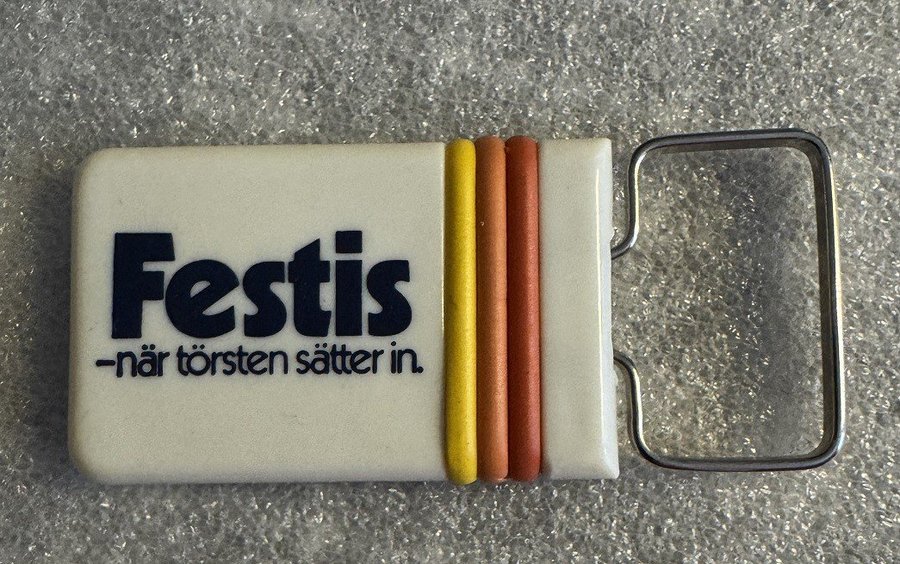 Festis
–när törsten sätter in.